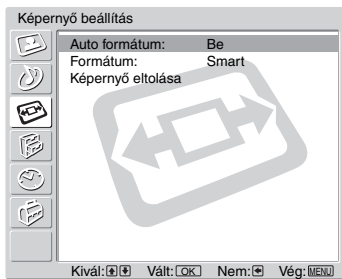 Képernyő beállítás
Auto formátum: Be
Formátum: Smart
Képernyő eltolása
Kivál: Vált: OK Nem: Vég: MENU